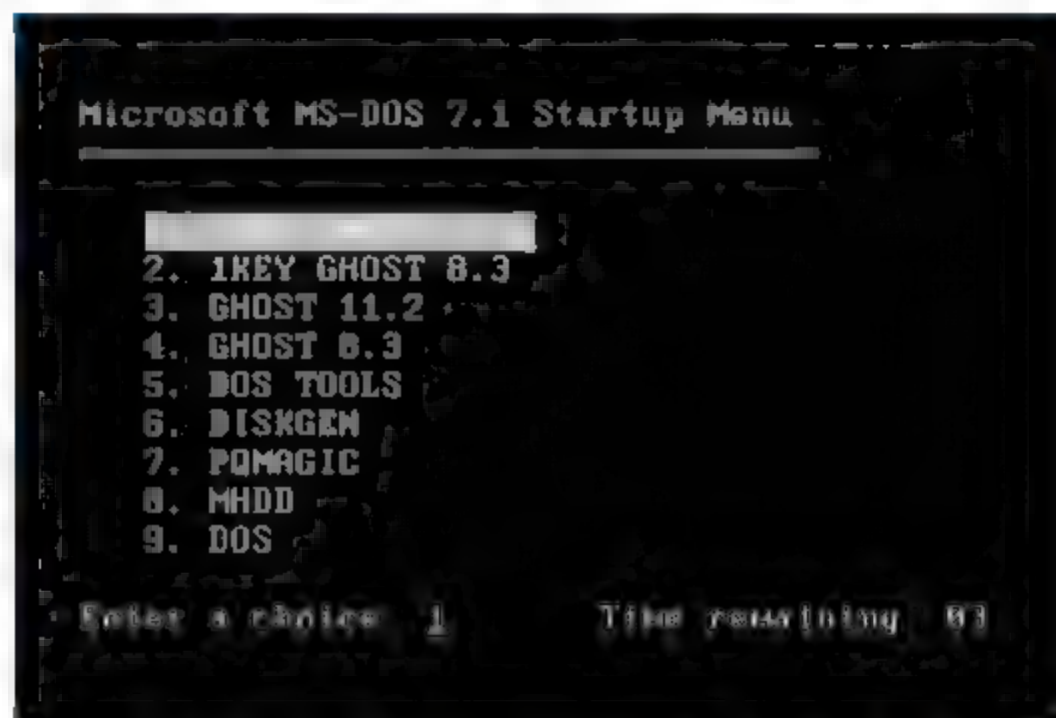 Microsoft MS-DOS 7.1 Startup Menu
2. 1KEY GHOST 8.3
3. GHOST 11.2
4. GHOST 8.3
5. DOS TOOLS
6. DISKGEN
7. PQMAGIC
8. MHDD
9. DOS
Enter a choice 1 Time remaining 03